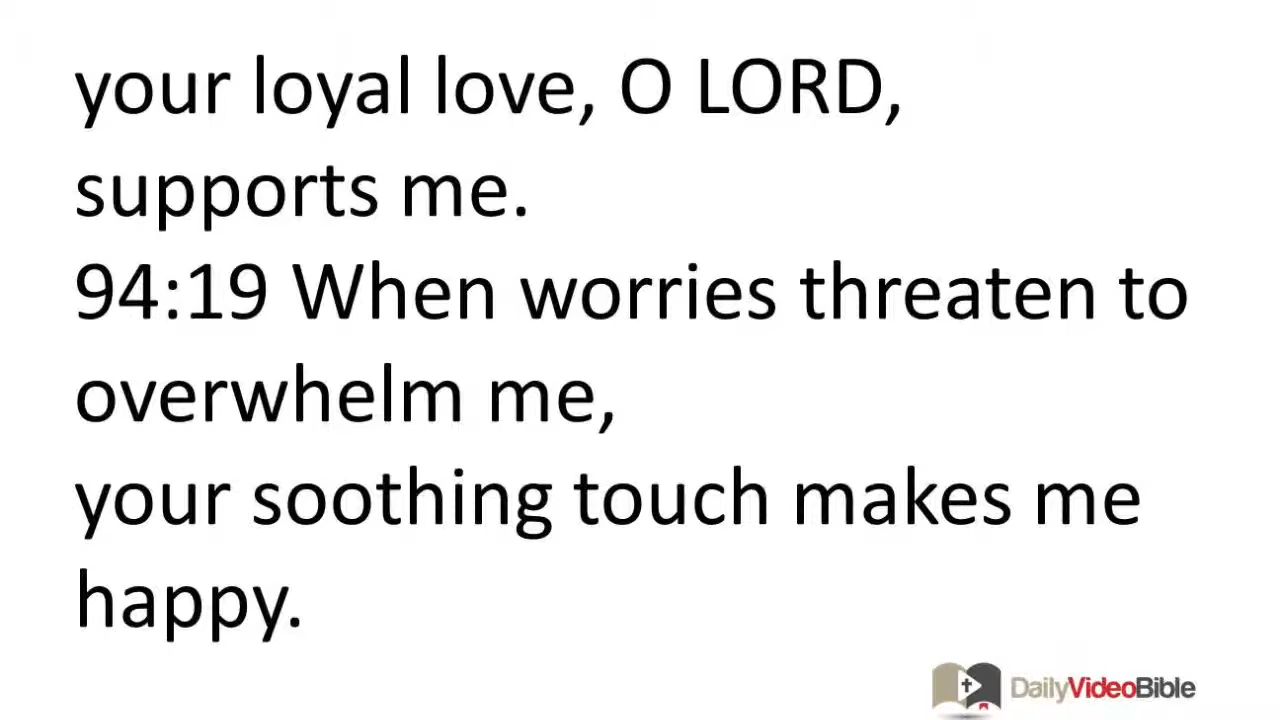 your loyal love, O LORD,
supports me.
94:19 When worries threaten to
overwhelm me,
your soothing touch makes me
happy.
DailyVideoBible